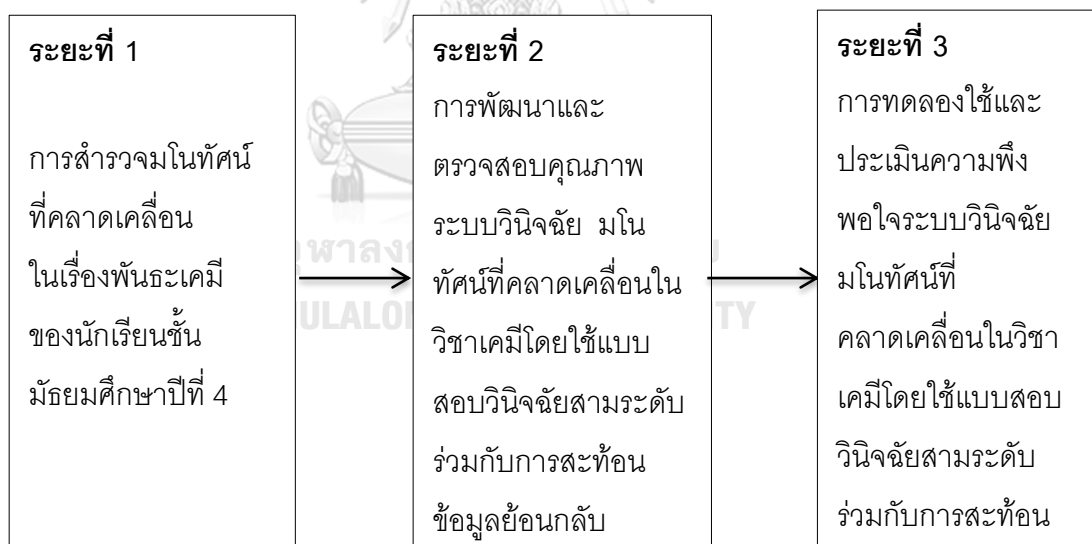 ระยะที่ 1
การสำรวจมโนทัศน์
ที่คลาดเคลื่อน
ในเรื่องพันธะเคมี
ของนักเรียนชั้น
มัธยมศึกษาปีที่ 4
ระยะที่ 2
การพัฒนาและ
ตรวจสอบคุณภาพ
ระบบวินิจฉัย มโน
ทัศน์ที่คลาดเคลื่อนใน
วิชาเคมีโดยใช้แบบ
สอบวินิจฉัยสามระดับ
ร่วมกับการสะท้อน
ข้อมูลย้อนกลับ
ระยะที่ 3
การทดลองใช้และ
ประเมินความพึง
พอใจระบบวินิจฉัย
มโนทัศน์ที่
คลาดเคลื่อนในวิชา
เคมีโดยใช้แบบสอบ
วินิจฉัยสามระดับ
ร่วมกับการสะท้อน